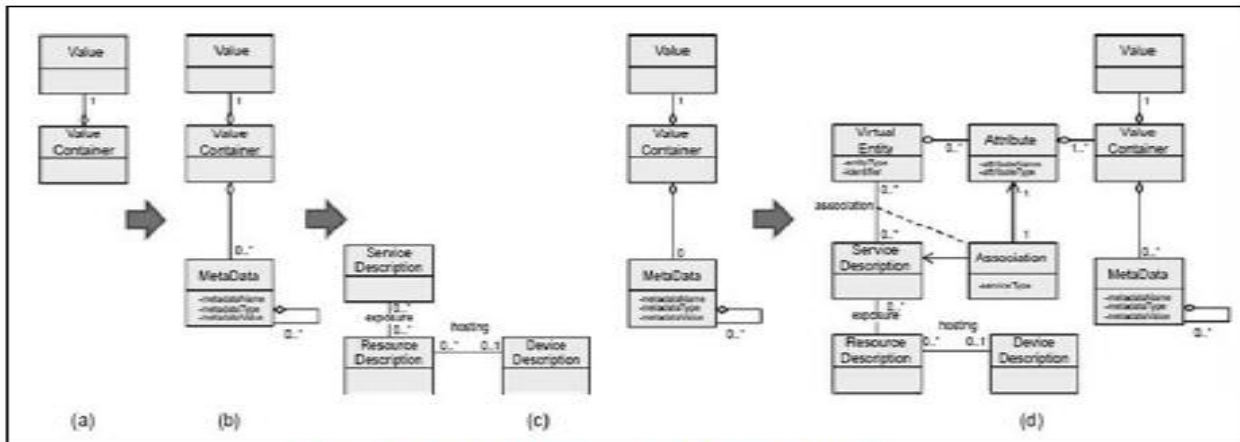 Value
1
Value
Container
(a)
Value
1
Value
Container
0..*
MetaData
-metadataName
-metadataType
-metadataValue
0..*
(b)
Service
Description
0..*
exposure
0..*
Resource
Description
hosting
0..*
0..1
Device
Description
Value
1
Value
Container
0
MetaData
-metadataName
-metadataType
-metadataValue
0..*
(c)
Virtual
Entity
-entityType
-identifier
0..*
Attribute
-attributeName
-attributeType
1..*
Value
1
Value
Container
0..*
association
1
0..*
Service
Description
1
Association
-serviceType
0..*
exposure
0..*
Resource
Description
hosting
0..*
0..1
Device
Description
0..*
MetaData
-metadataName
-metadataType
-metadataValue
0..*
(d)